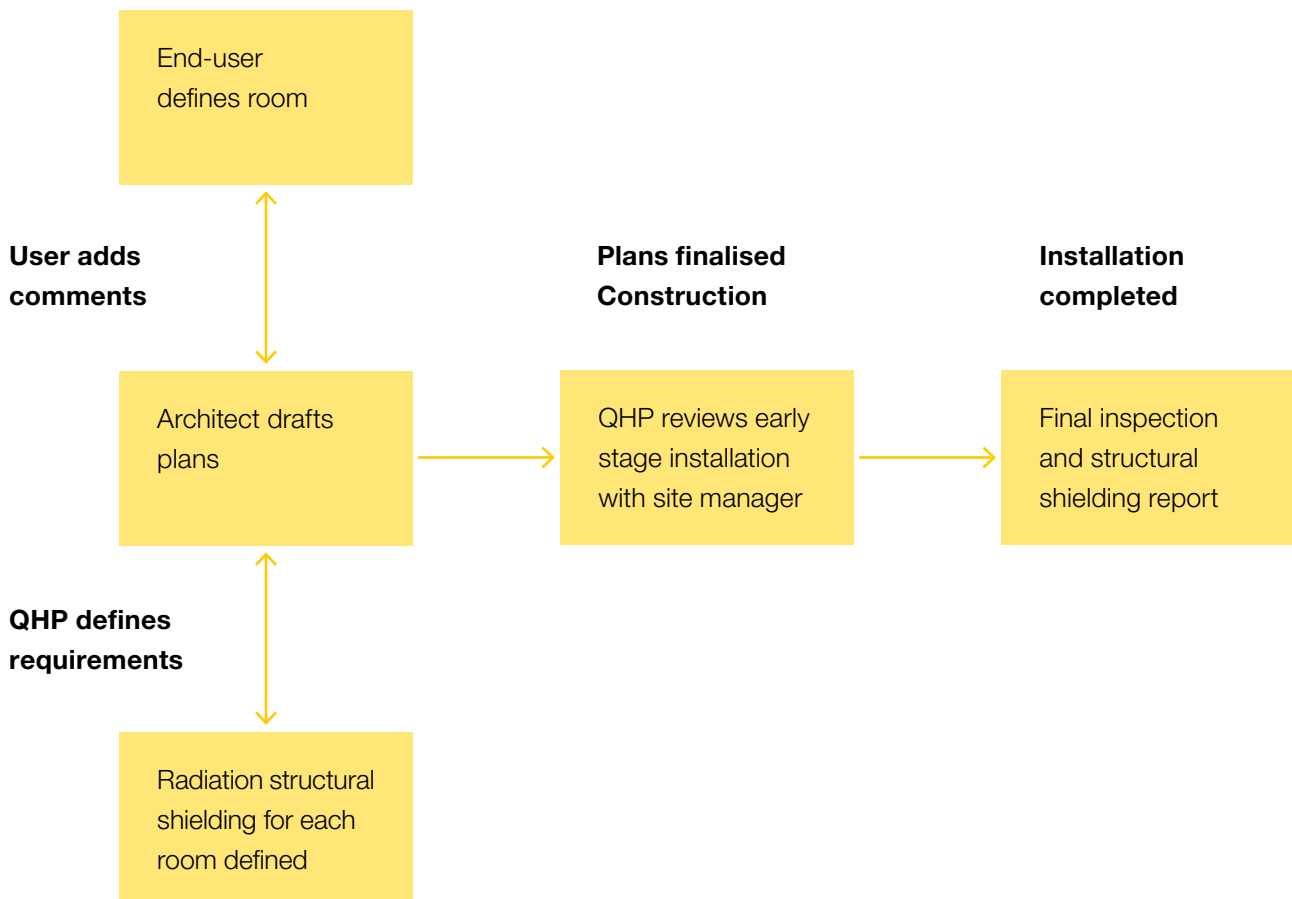 End-user
defines room
User adds
comments
Plans finalised
Construction
Installation
completed
Architect drafts
plans
QHP reviews early
stage installation
with site manager
Final inspection
and structural
shielding report
QHP defines
requirements
Radiation structural
shielding for each
room defined